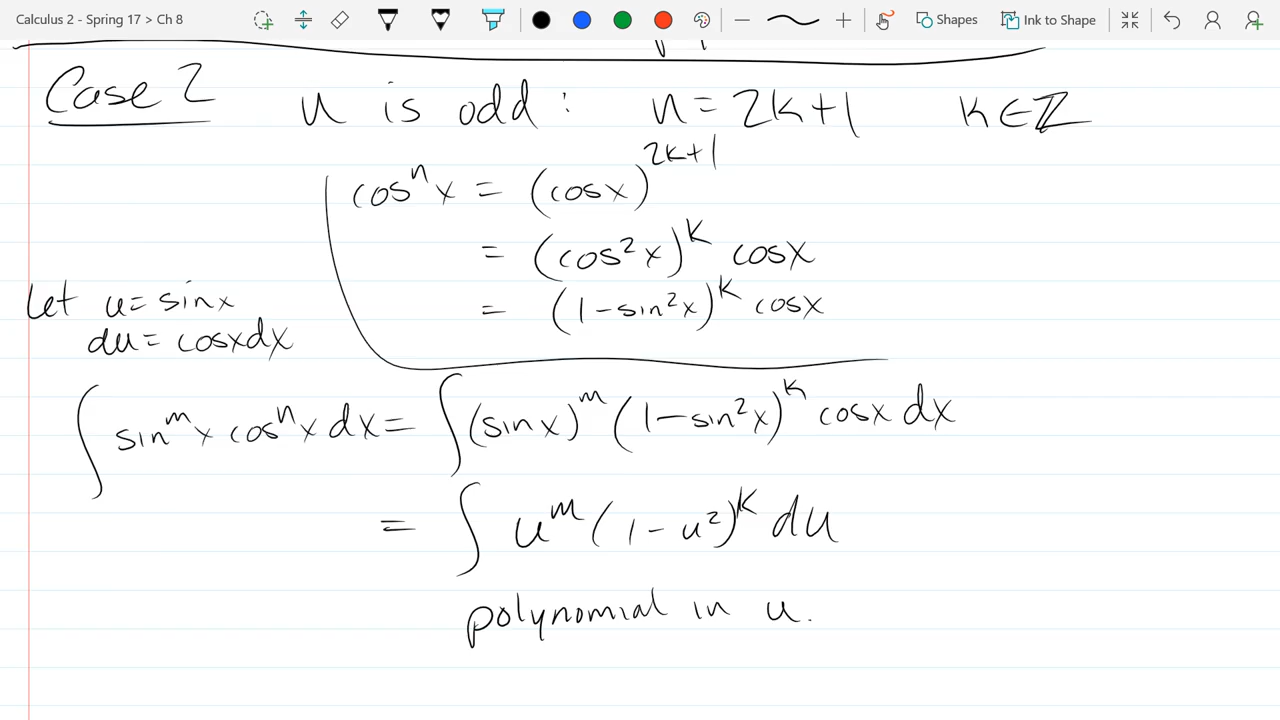 Calculus 2 - Spring 17 > Ch 8
Shapes
Ink to Shape
Case 2 n is odd: n = 2k+1 k ∈ ℤ
cosⁿx = (cosx)²ᵏ⁺¹
= (cos²x)ᵏ cosx
= (1-sin²x)ᵏ cosx
Let u = sinx
du = cosxdx
∫ sinᵐx cosⁿx dx = ∫ (sinx)ᵐ (1-sin²x)ᵏ cosx dx
= ∫ uᵐ (1-u²)ᵏ du
polynomial in u.